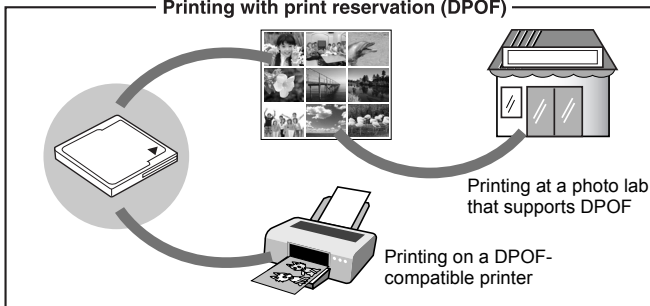 Printing with print reservation (DPOF)
Printing at a photo lab
that supports DPOF
Printing on a DPOF-
compatible printer